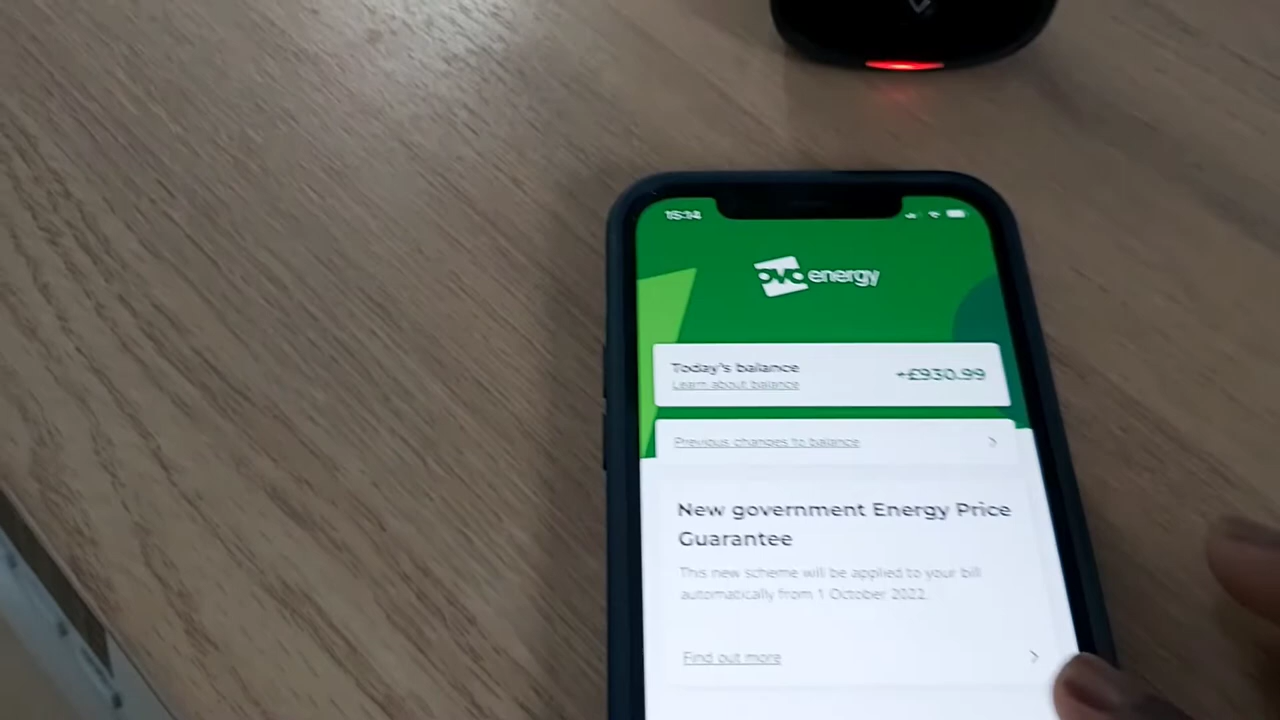 15:14
ovo energy
Today's balance
Learn about balance
+£930.99
Previous changes to balance
New government Energy Price
Guarantee
This new scheme will be applied to your bill
automatically from 1 October 2022.
Find out more